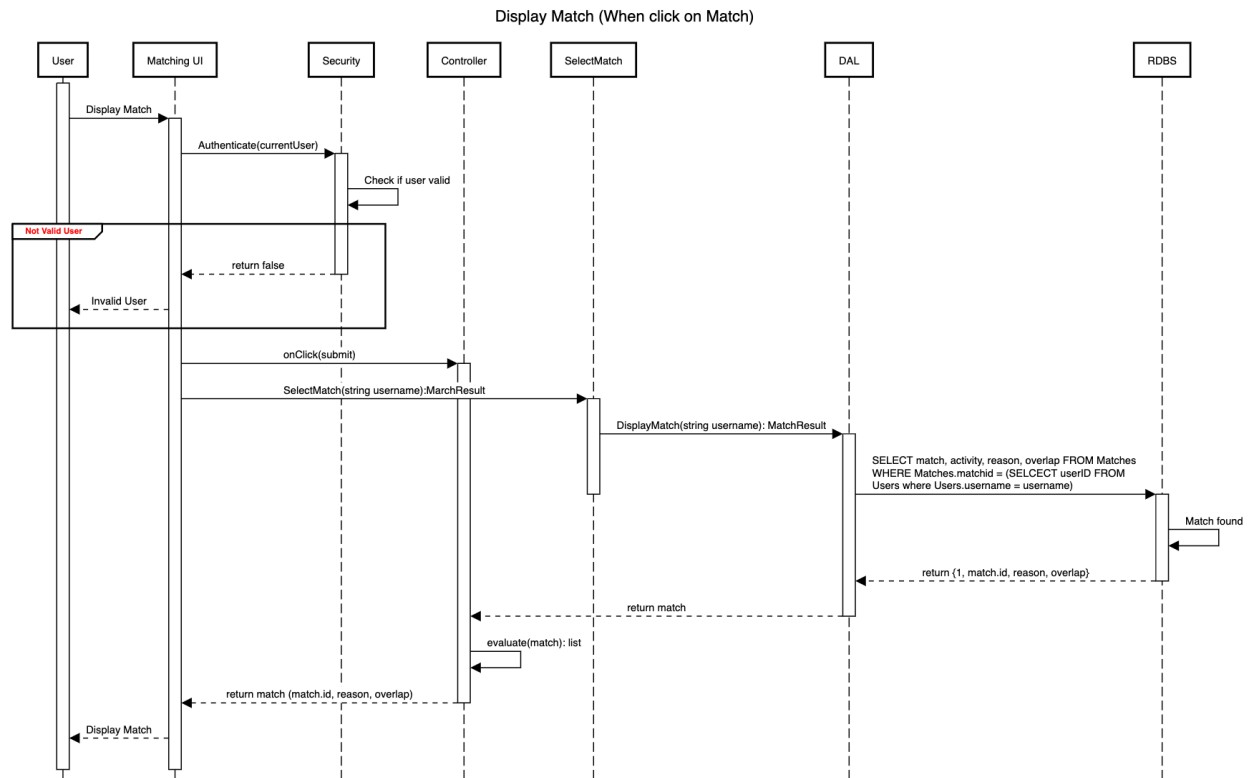 Display Match (When click on Match)
User
Matching UI
Security
Controller
SelectMatch
DAL
RDBS
Display Match
Authenticate(currentUser)
Check if user valid
Not Valid User
return false
Invalid User
onClick(submit)
SelectMatch(string username):MarchResult
DisplayMatch(string username): MatchResult
SELECT match, activity, reason, overlap FROM Matches
WHERE Matches.matchid = (SELCECT userID FROM
Users where Users.username = username)
Match found
return {1, match.id, reason, overlap}
return match
evaluate(match): list
return match (match.id, reason, overlap)
Display Match